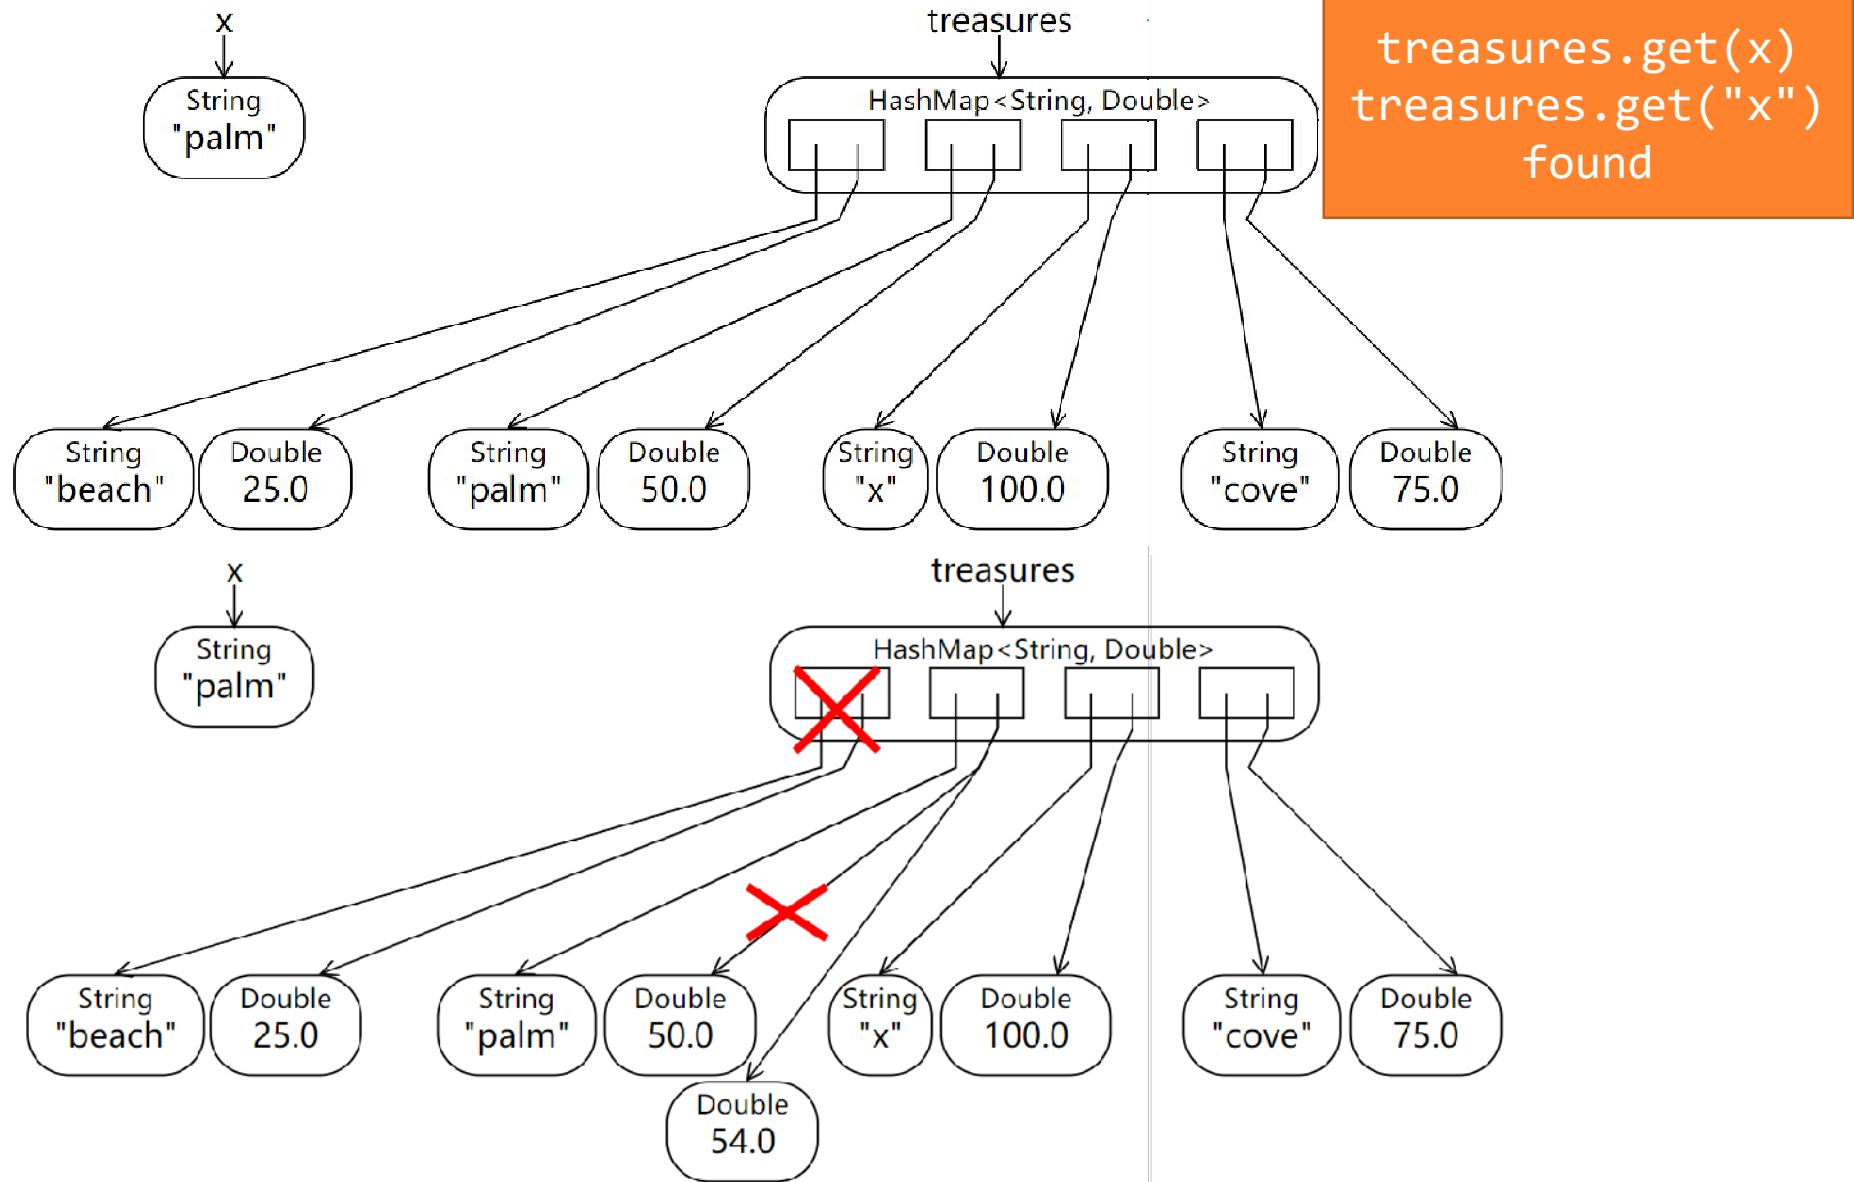 x
treasures
treasures.get(x)
treasures.get("x")
found
String
"palm"
HashMap<String, Double>
String
"beach"
Double
25.0
String
"palm"
Double
50.0
String
"x"
Double
100.0
String
"cove"
Double
75.0
x
treasures
String
"palm"
HashMap<String, Double>
String
"beach"
Double
25.0
String
"palm"
Double
50.0
String
"x"
Double
100.0
String
"cove"
Double
75.0
Double
54.0